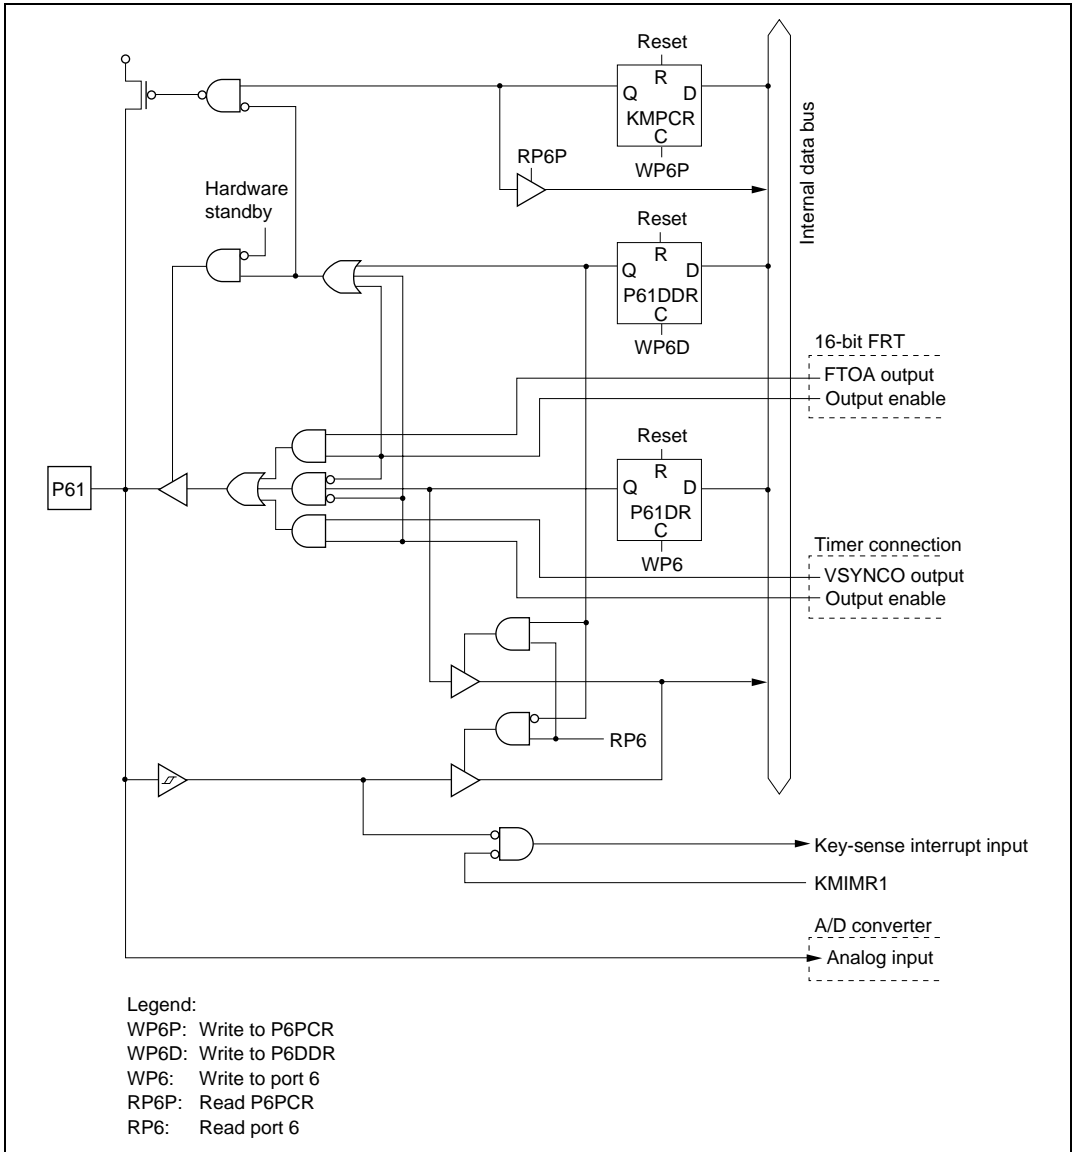 Reset
R
Q D
KMPCR
C
RP6P
WP6P
Internal data bus
Hardware
standby
Reset
R
Q D
P61DDR
C
WP6D
16-bit FRT
FTOA output
Output enable
Reset
R
P61
Q D
P61DR
C
WP6
Timer connection
VSYNCO output
Output enable
RP6
Key-sense interrupt input
KMIMR1
A/D converter
Analog input
Legend:
WP6P: Write to P6PCR
WP6D: Write to P6DDR
WP6: Write to port 6
RP6P: Read P6PCR
RP6: Read port 6